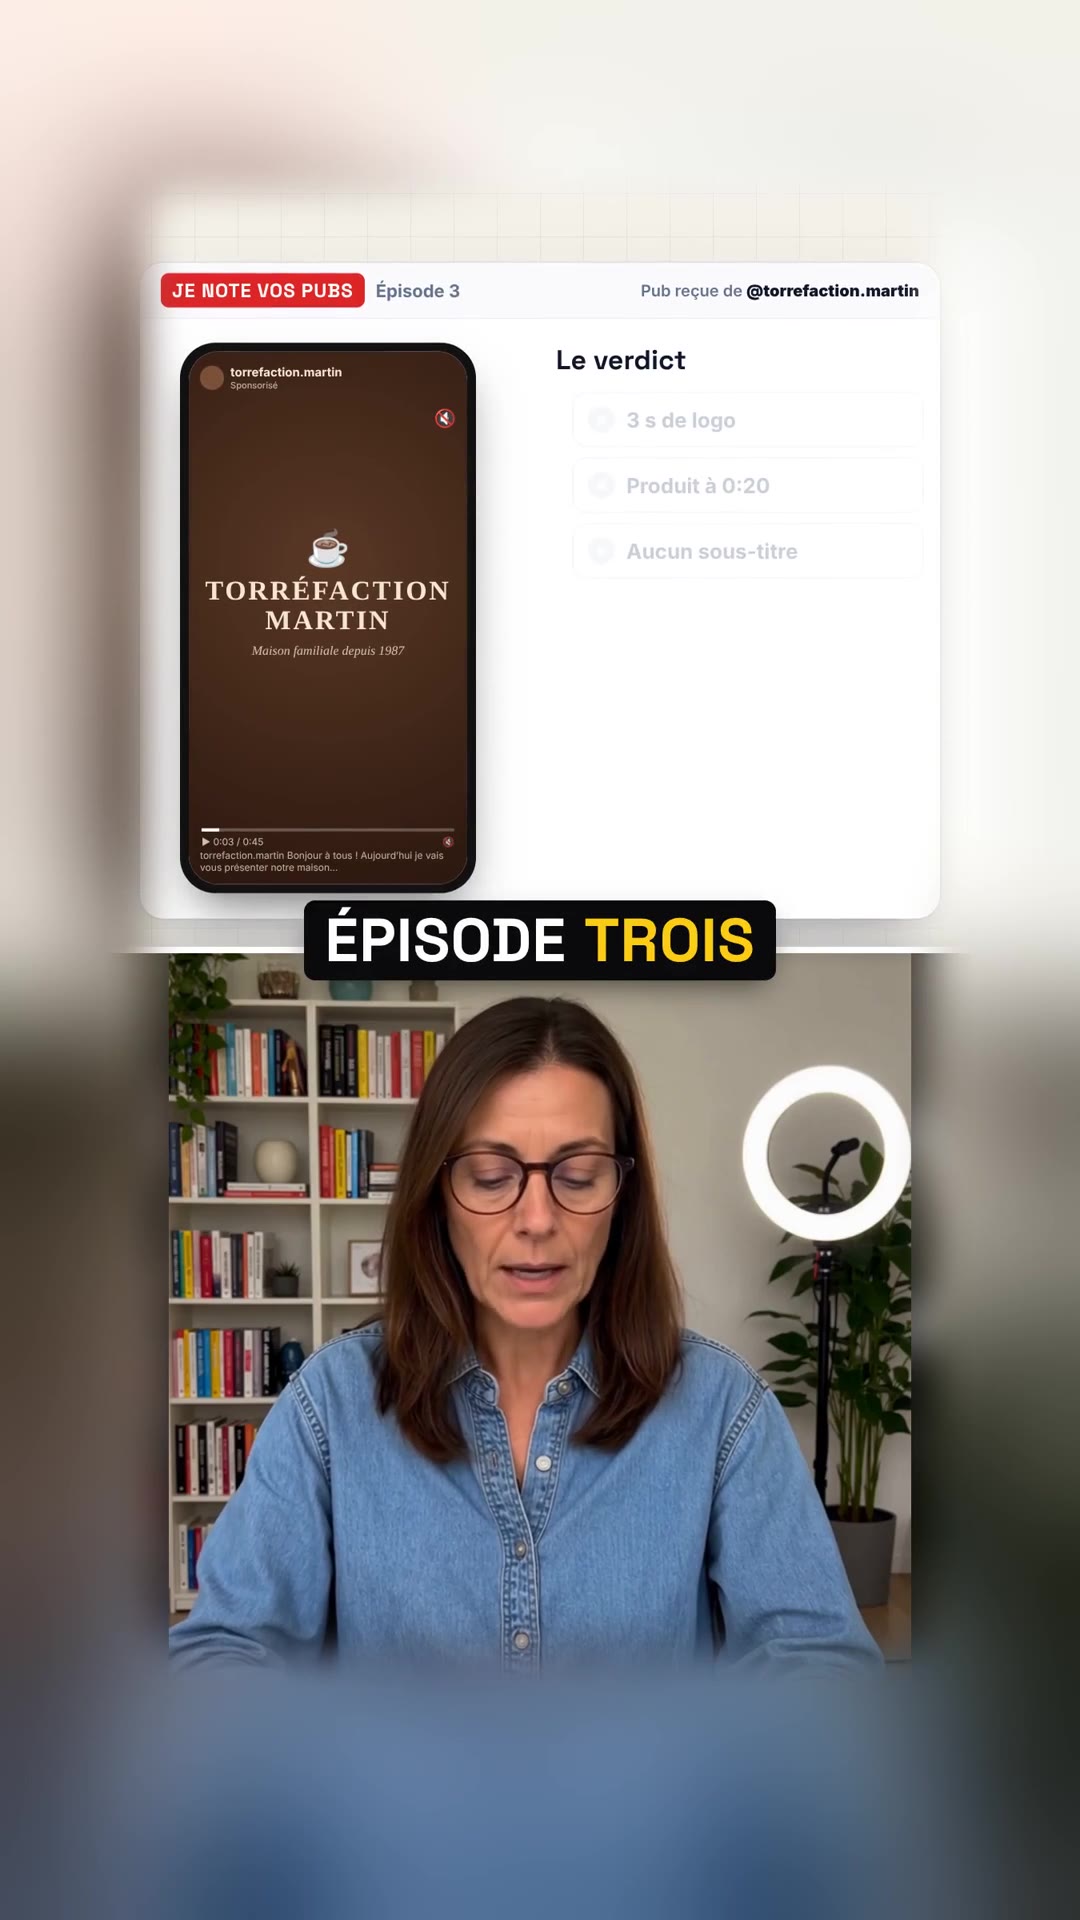 JE NOTE VOS PUBS
Épisode 3
Pub reçue de @torrefaction.martin
torrefaction.martin
Sponsorisé
TORRÉFACTION
MARTIN
Maison familiale depuis 1987
0:03 / 0:45
torrefaction.martin Bonjour à tous ! Aujourd'hui je vais
vous présenter notre maison...
Le verdict
3 s de logo
Produit à 0:20
Aucun sous-titre
ÉPISODE TROIS